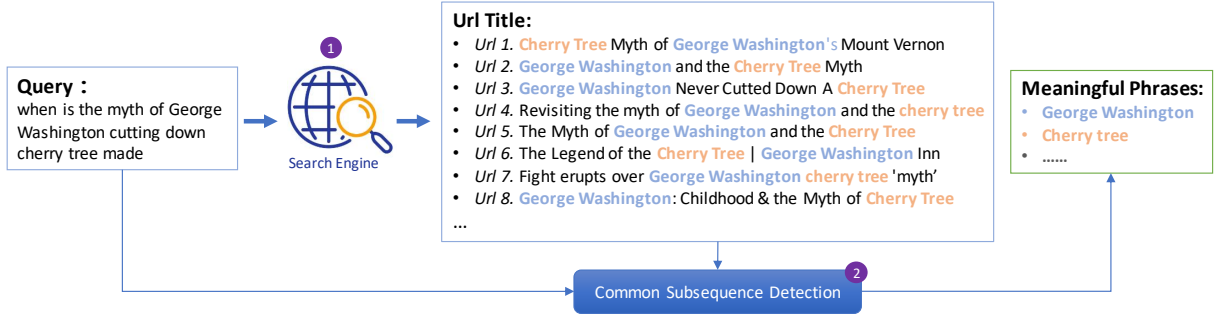 Query：
when is the myth of George
Washington cutting down
cherry tree made
1
Search Engine
Url Title:
• Url 1. Cherry Tree Myth of George Washington's Mount Vernon
• Url 2. George Washington and the Cherry Tree Myth
• Url 3. George Washington Never Cutted Down A Cherry Tree
• Url 4. Revisiting the myth of George Washington and the cherry tree
• Url 5. The Myth of George Washington and the Cherry Tree
• Url 6. The Legend of the Cherry Tree | George Washington Inn
• Url 7. Fight erupts over George Washington cherry tree 'myth’
• Url 8. George Washington: Childhood & the Myth of Cherry Tree
...
2
Common Subsequence Detection
Meaningful Phrases:
• George Washington
• Cherry tree
• ......